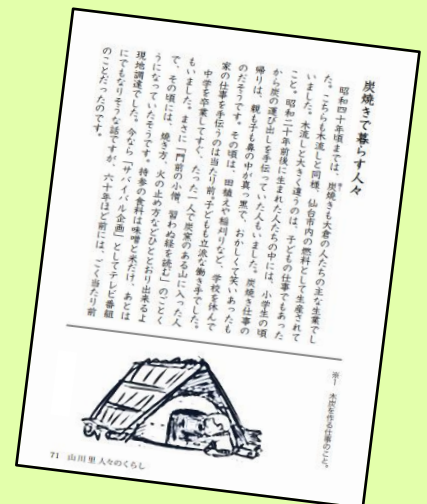 炭焼きで暮らす人々
昭和四十年頃までは、炭焼きも大倉の人たちの主な生業でし
た。こちらも木流しと同様、仙台市内の燃料として生産されて
いました。木流しと大きく違うのは、子どもの仕事でもあった
こと。昭和二十年前後に生まれた人たちの中には、小学生の頃
から炭の運び出しを手伝っていた人もいました。炭焼き仕事の
帰りは、親も子も鼻の中が真っ黒で、おかしくて笑いあったも
のだそうです。その頃は、田植えや稲刈りなど、学校を休んで
家の仕事を手伝うのは当たり前。子どもも立派な働き手でした。
中学を卒業してすぐ、たった一人で炭窯のある山に入った人
もいました。まさに「門前の小僧、習わぬ経を読む」のごとく
で、その頃には、焼き方、火の止め方などひととおり出来るよ
うになっていたそうです。持参の食料は味噌と米だけ、あとは
現地調達でした。今なら「サバイバル企画」としてテレビ番組
にでもなりそうな話ですが、六十年ほど前には、ごく当たり前
のことだったのです。
※1 木炭を作る仕事のこと。
71 山川里人々のくらし